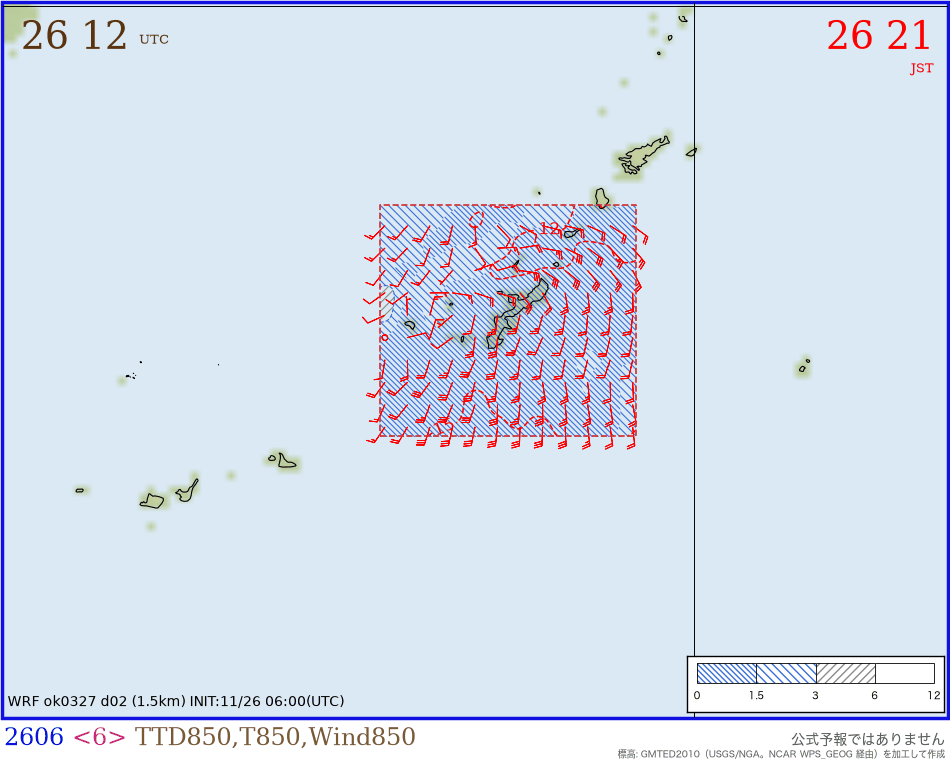 26 12 UTC
26 21
JST
12
12
WRF ok0327 d02 (1.5km) INIT:11/26 06:00(UTC)
0 1.5 3 6 12
2606 <6> TTD850,T850,Wind850
公式予報ではありません
標高: GMTED2010（USGS/NGA。NCAR WPS_GEOG 経由）を加工して作成